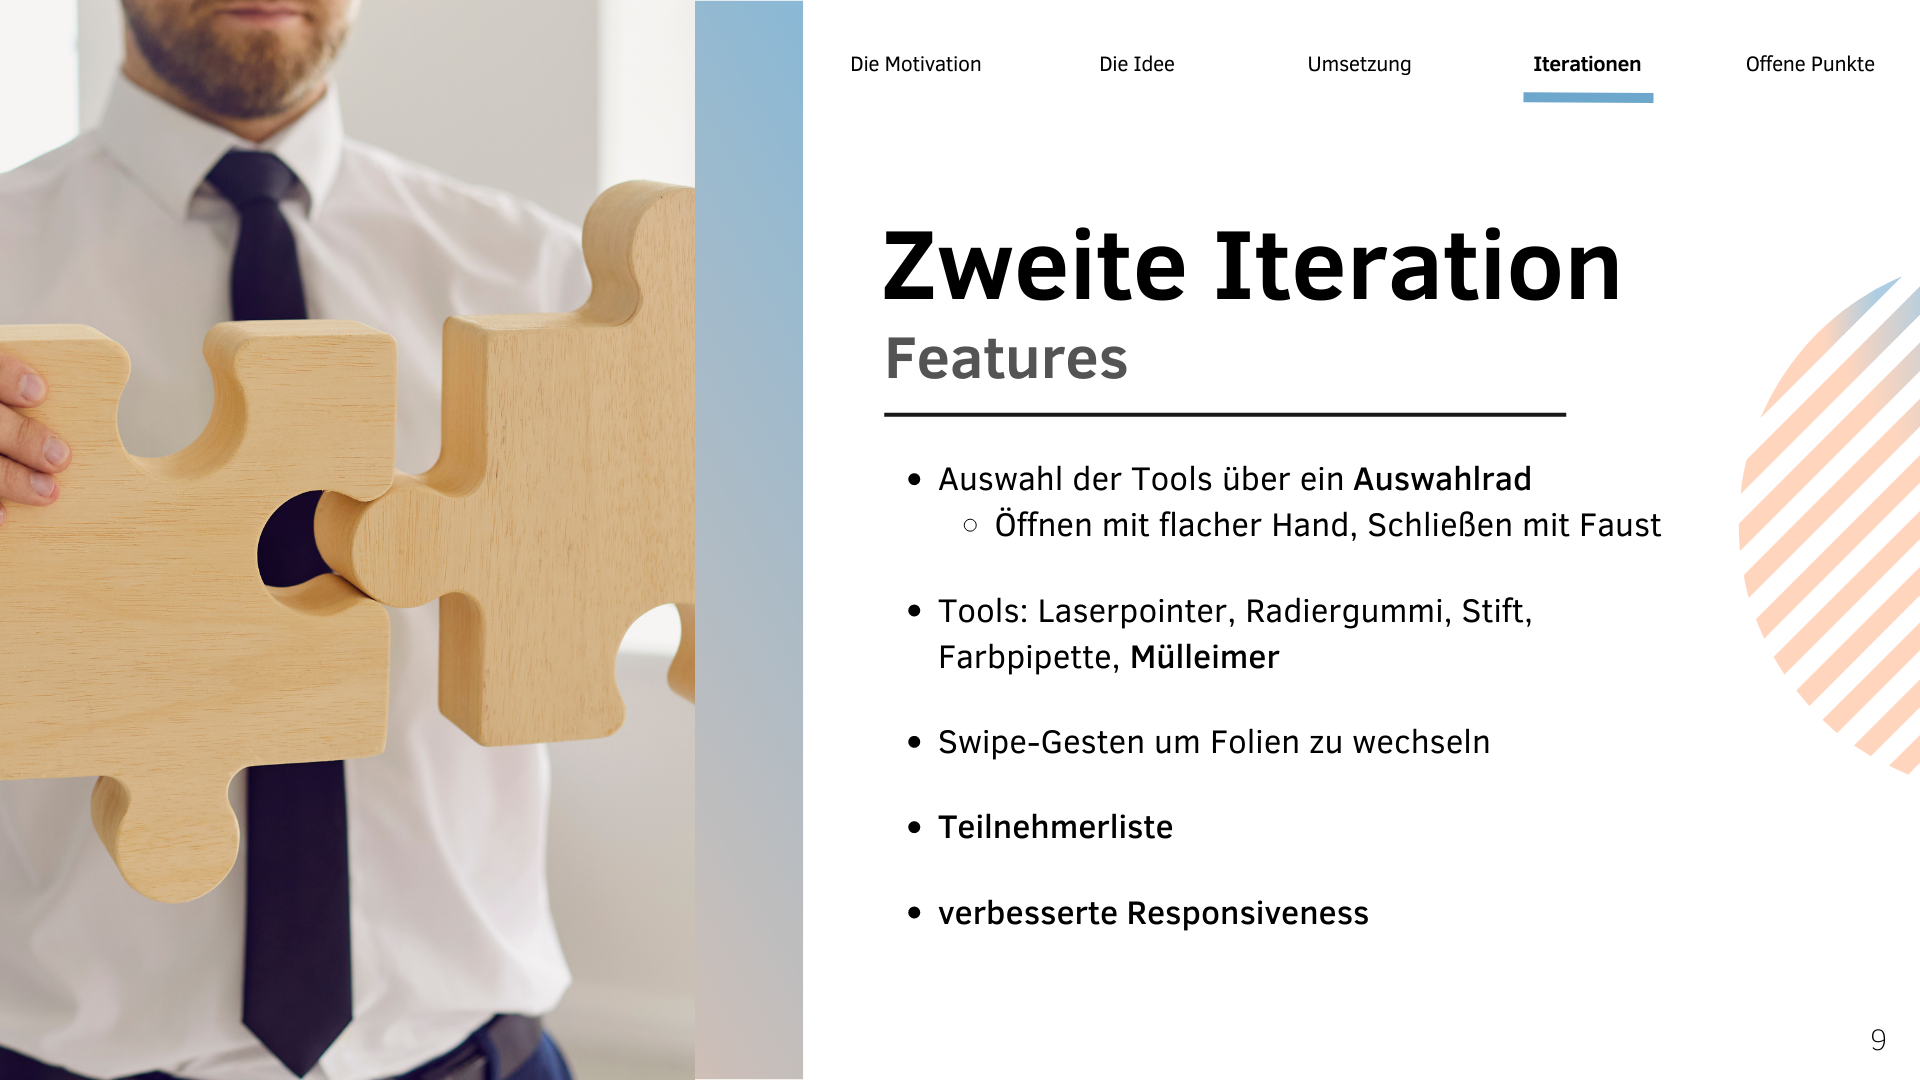 Die Motivation
Die Idee
Umsetzung
Iterationen
Offene Punkte
Zweite Iteration
Features
Auswahl der Tools über ein Auswahlrad
Öffnen mit flacher Hand, Schließen mit Faust
Tools: Laserpointer, Radiergummi, Stift,
Farbpipette, Mülleimer
Swipe-Gesten um Folien zu wechseln
Teilnehmerliste
verbesserte Responsiveness
9